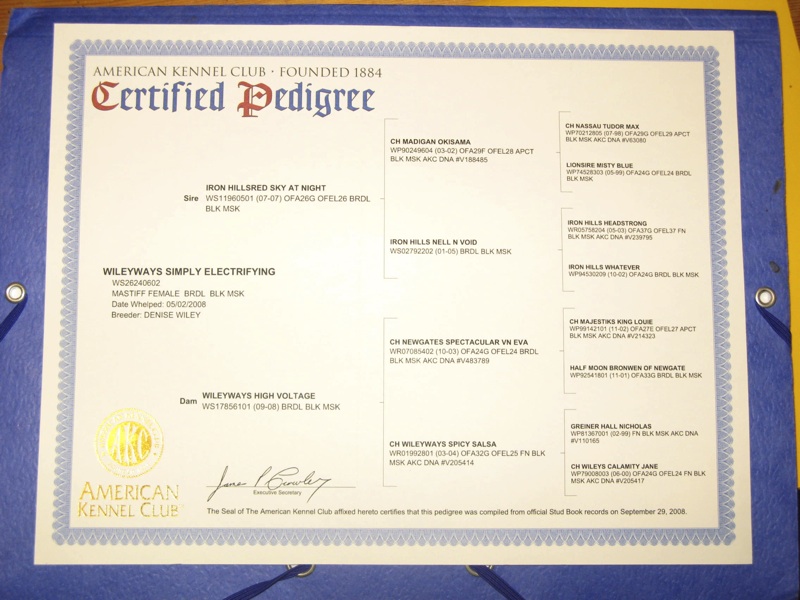 AMERICAN KENNEL CLUB · FOUNDED 1884
Certified Pedigree
CH NASSAU TUDOR MAX
WP70212805 (07-98) OFA29G OFEL29 APCT
BLK MSK AKC DNA #V63080
CH MADIGAN OKISAMA
WP90249604 (03-02) OFA29F OFEL28 APCT
BLK MSK AKC DNA #V188485
LIONSIRE MISTY BLUE
WP74528303 (05-99) OFA24G OFEL24 BRDL
BLK MSK
IRON HILLSRED SKY AT NIGHT
Sire WS11960501 (07-07) OFA26G OFEL26 BRDL
BLK MSK
IRON HILLS HEADSTRONG
WR05758204 (05-03) OFA37G OFEL37 FN
BLK MSK AKC DNA #V239795
IRON HILLS NELL N VOID
WS02792202 (01-05) BRDL BLK MSK
IRON HILLS WHATEVER
WP94530209 (10-02) OFA24G BRDL BLK MSK
WILEYWAYS SIMPLY ELECTRIFYING
WS26240602
MASTIFF FEMALE BRDL BLK MSK
Date Whelped: 05/02/2008
Breeder: DENISE WILEY
CH MAJESTIKS KING LOUIE
WP99142101 (11-02) OFA27E OFEL27 APCT
BLK MSK AKC DNA #V214323
CH NEWGATES SPECTACULAR VN EVA
WR07085402 (10-03) OFA24G OFEL24 BRDL
BLK MSK AKC DNA #V483789
HALF MOON BRONWEN OF NEWGATE
WP92541801 (11-01) OFA33G BRDL BLK MSK
WILEYWAYS HIGH VOLTAGE
Dam WS17856101 (09-08) BRDL BLK MSK
GREINER HALL NICHOLAS
WP81367001 (02-99) FN BLK MSK AKC DNA
#V110165
CH WILEYWAYS SPICY SALSA
WR01992801 (03-04) OFA32G OFEL25 FN BLK
MSK AKC DNA #V205414
CH WILEYS CALAMITY JANE
WP79008003 (06-00) OFA24G OFEL24 FN BLK
MSK AKC DNA #V205417
AKC
AMERICAN
KENNEL CLUB
Executive Secretary
The Seal of The American Kennel Club affixed hereto certifies that this pedigree was compiled from official Stud Book records on September 29, 2008.